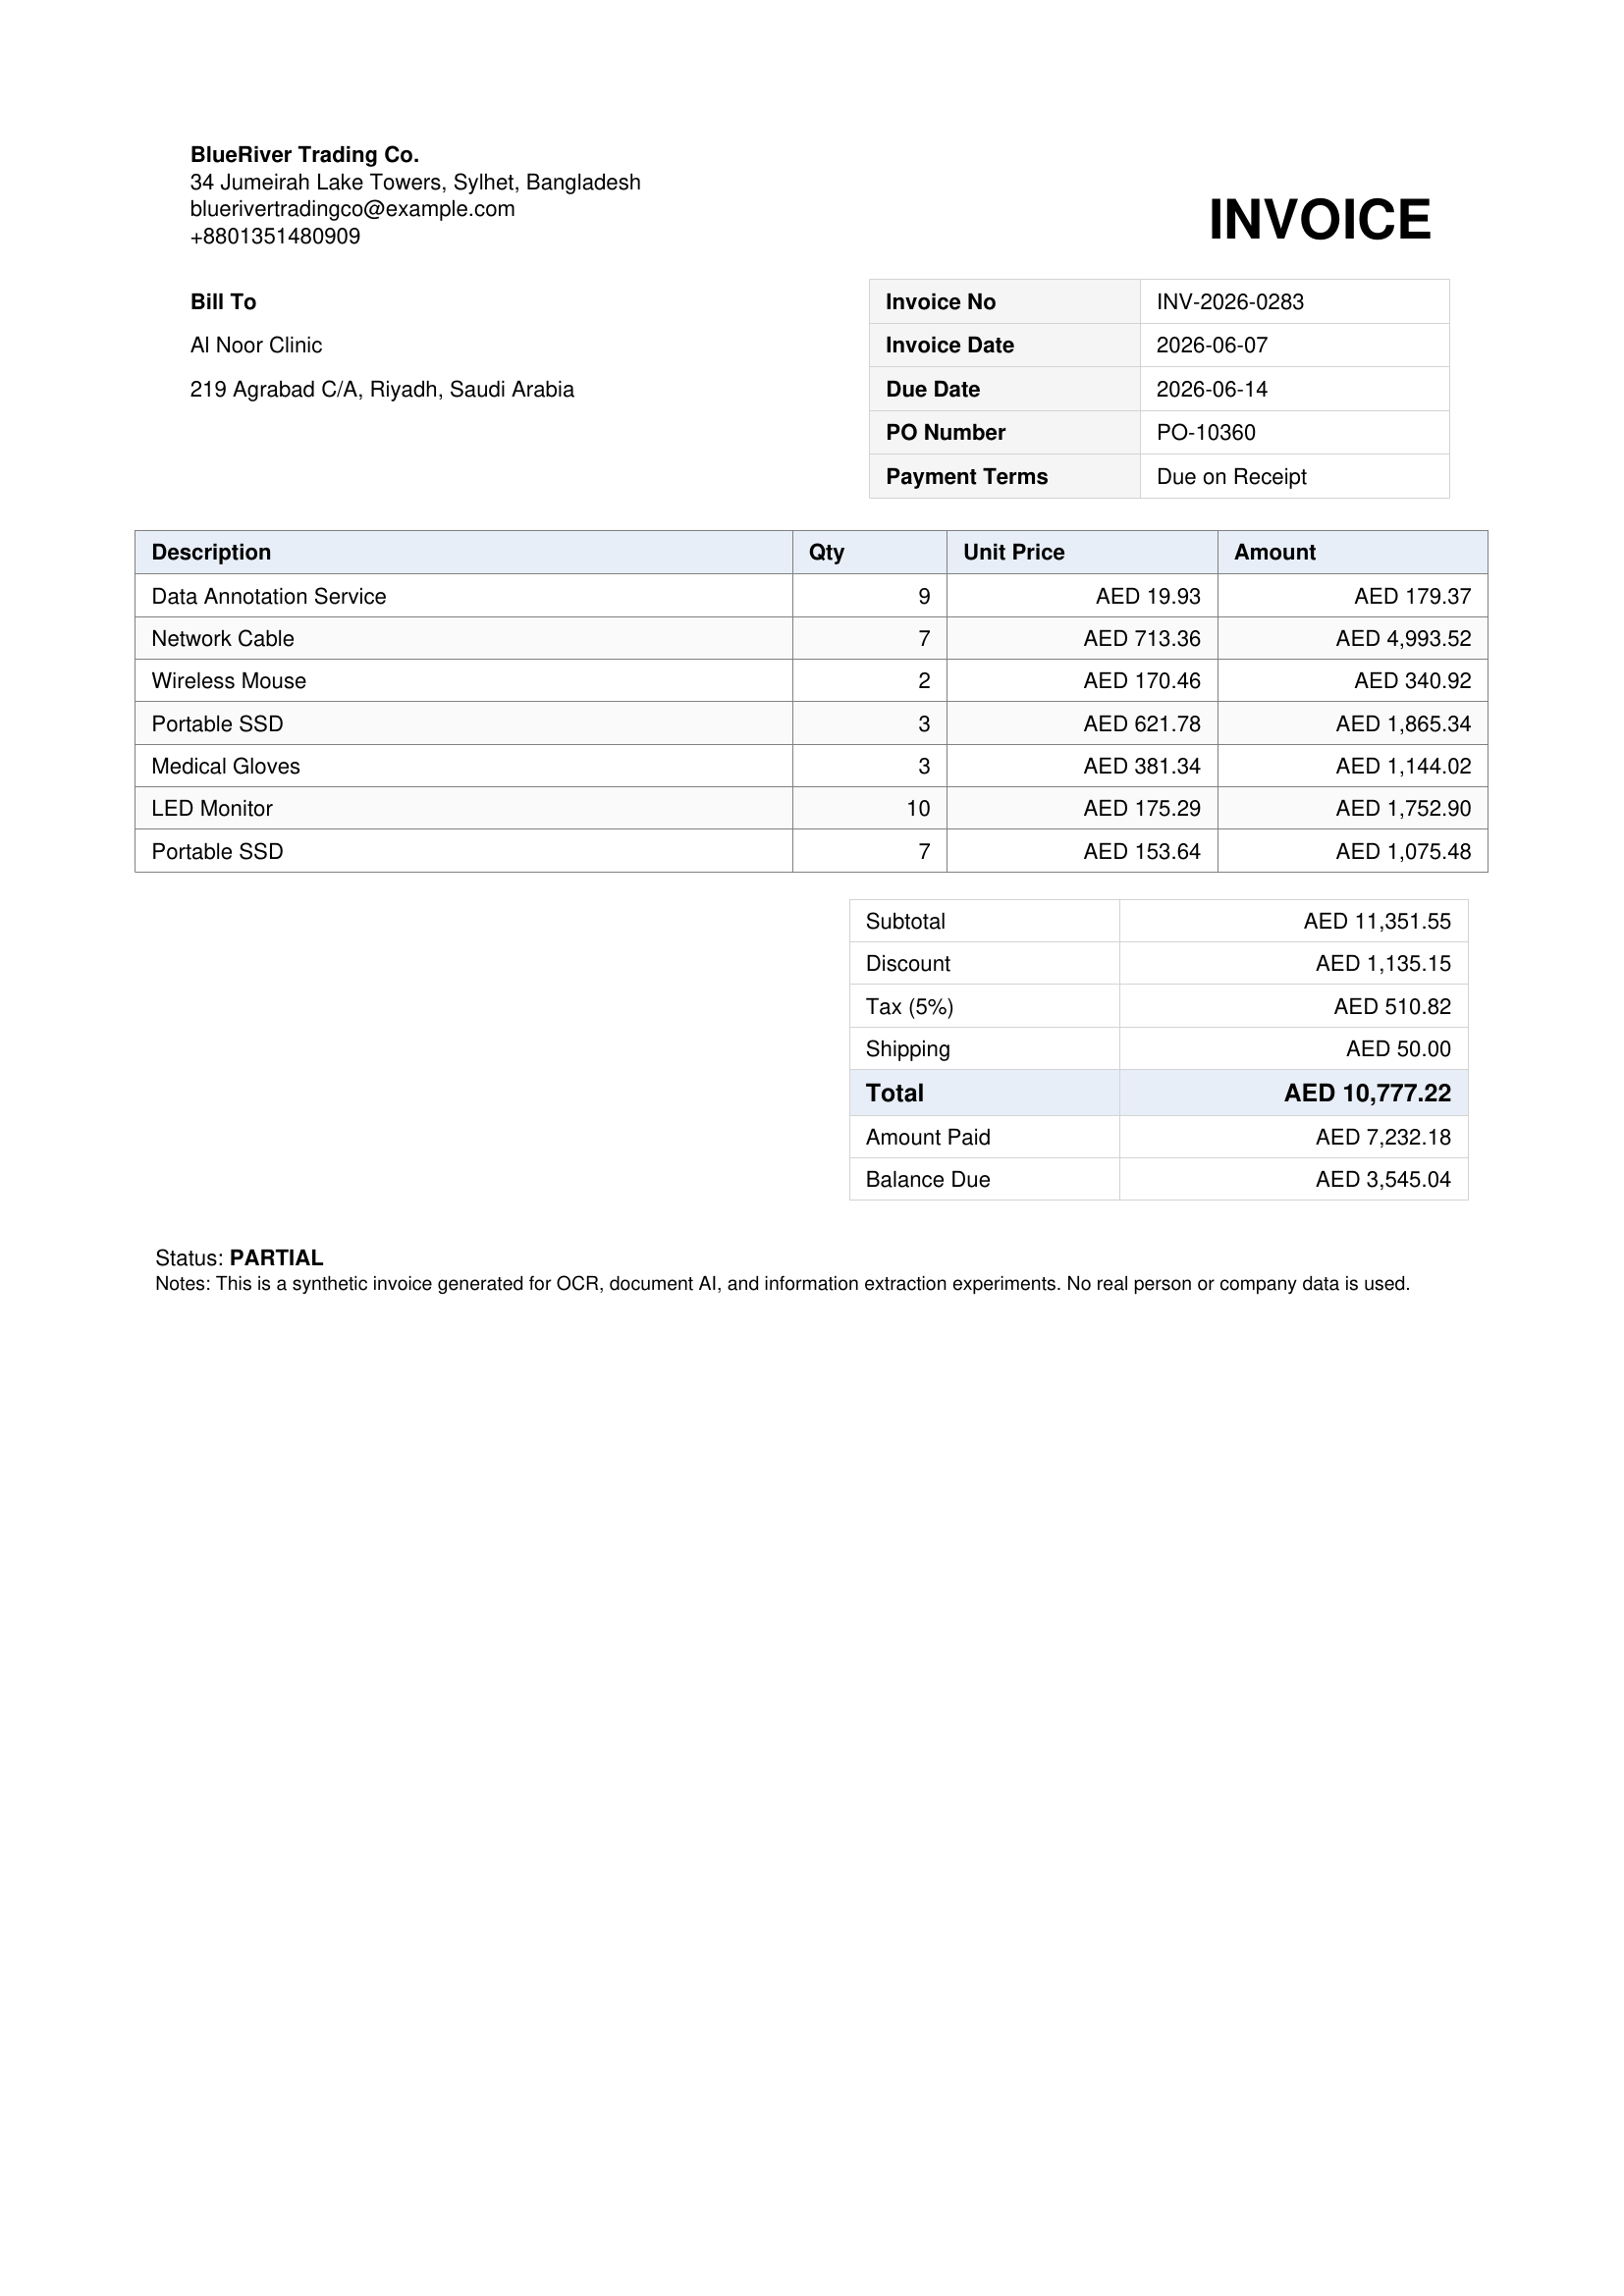 BlueRiver Trading Co.
34 Jumeirah Lake Towers, Sylhet, Bangladesh
bluerivertradingco@example.com
+8801351480909
INVOICE
Bill To
Al Noor Clinic
219 Agrabad C/A, Riyadh, Saudi Arabia
Invoice No INV-2026-0283
Invoice Date 2026-06-07
Due Date 2026-06-14
PO Number PO-10360
Payment Terms Due on Receipt
Description Qty Unit Price Amount
Data Annotation Service 9 AED 19.93 AED 179.37
Network Cable 7 AED 713.36 AED 4,993.52
Wireless Mouse 2 AED 170.46 AED 340.92
Portable SSD 3 AED 621.78 AED 1,865.34
Medical Gloves 3 AED 381.34 AED 1,144.02
LED Monitor 10 AED 175.29 AED 1,752.90
Portable SSD 7 AED 153.64 AED 1,075.48
Subtotal AED 11,351.55
Discount AED 1,135.15
Tax (5%) AED 510.82
Shipping AED 50.00
Total AED 10,777.22
Amount Paid AED 7,232.18
Balance Due AED 3,545.04
Status: PARTIAL
Notes: This is a synthetic invoice generated for OCR, document AI, and information extraction experiments. No real person or company data is used.